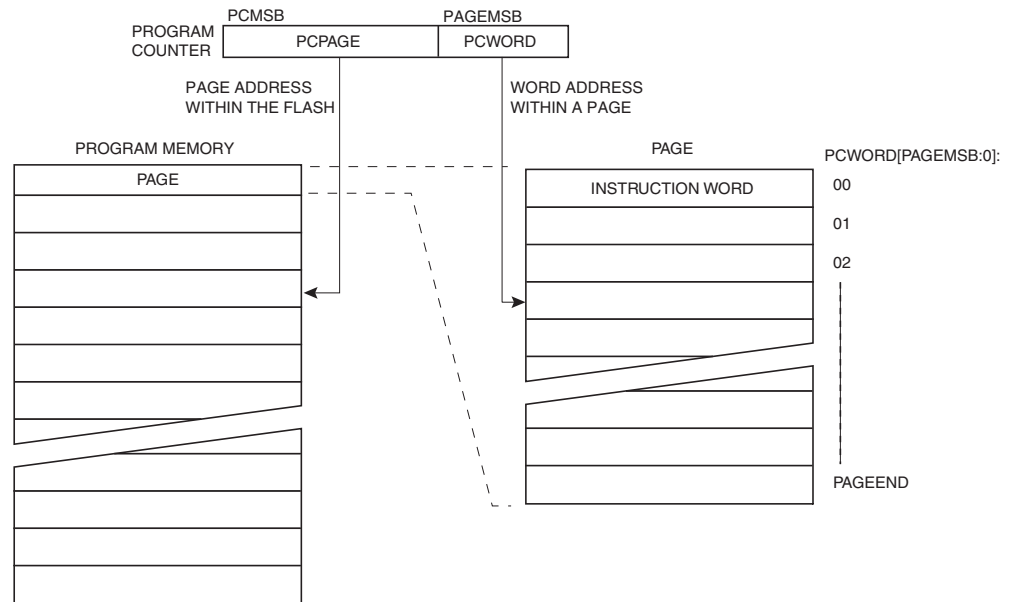 PCMSB
PAGEMSB
PROGRAM
COUNTER
PCPAGE
PCWORD
PAGE ADDRESS
WITHIN THE FLASH
WORD ADDRESS
WITHIN A PAGE
PROGRAM MEMORY
PAGE
PAGE
PCWORD[PAGEMSB:0]:
INSTRUCTION WORD
00
01
02
PAGEEND